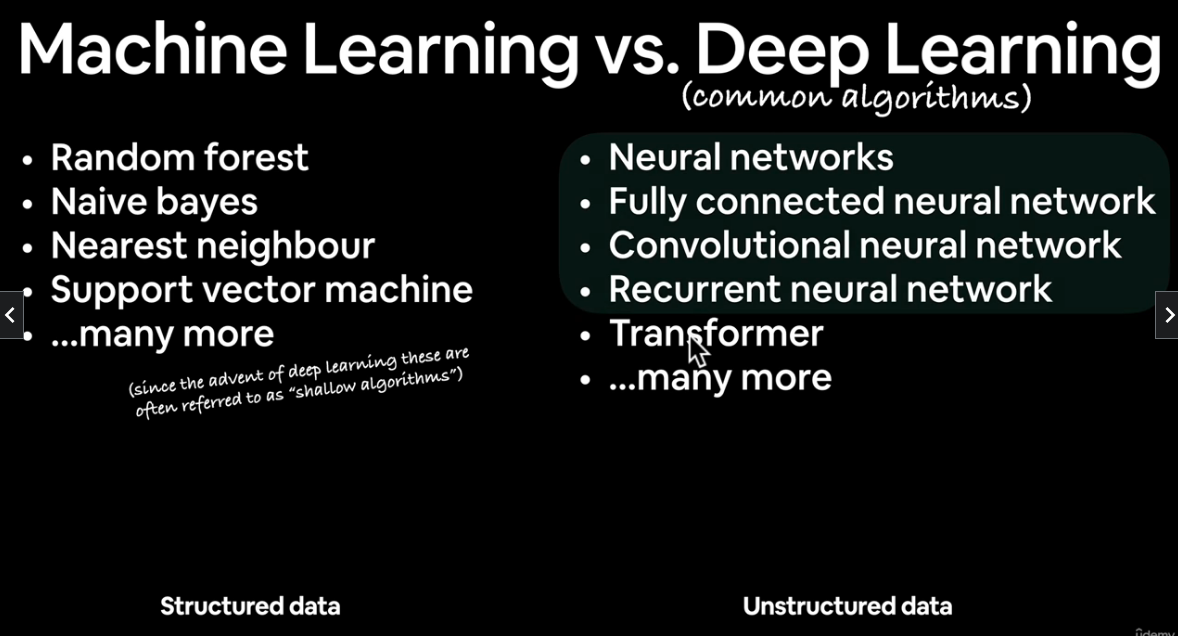 Machine Learning vs. Deep Learning
(common algorithms)
• Random forest
• Naive bayes
• Nearest neighbour
• Support vector machine
• ...many more
(since the advent of deep learning these are
often referred to as “shallow algorithms”)
• Neural networks
• Fully connected neural network
• Convolutional neural network
• Recurrent neural network
• Transformer
• ...many more
Structured data
Unstructured data
ûdemy